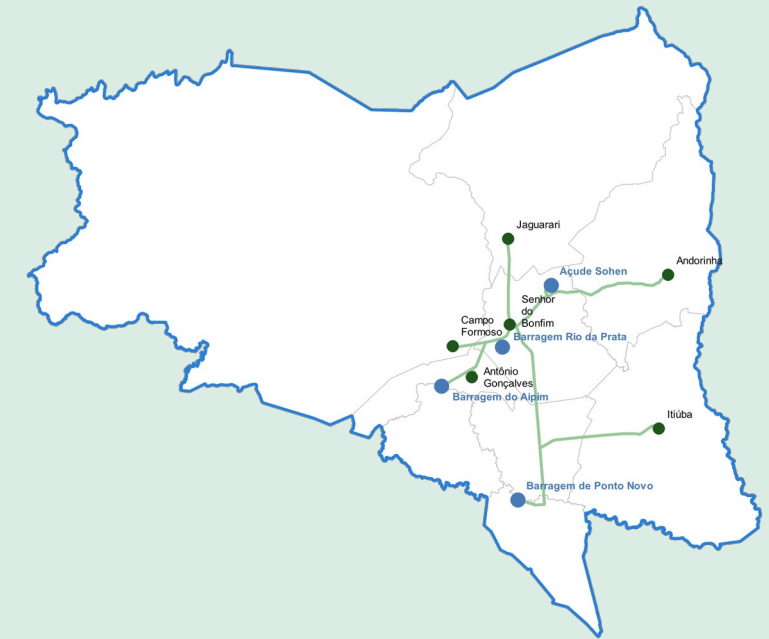 Jaguarari
Andorinha
Açude Sohen
Senhor
do
Bonfim
Campo
Formoso
Barragem Rio da Prata
Antônio
Gonçalves
Barragem do Aipim
Itiúba
Barragem de Ponto Novo